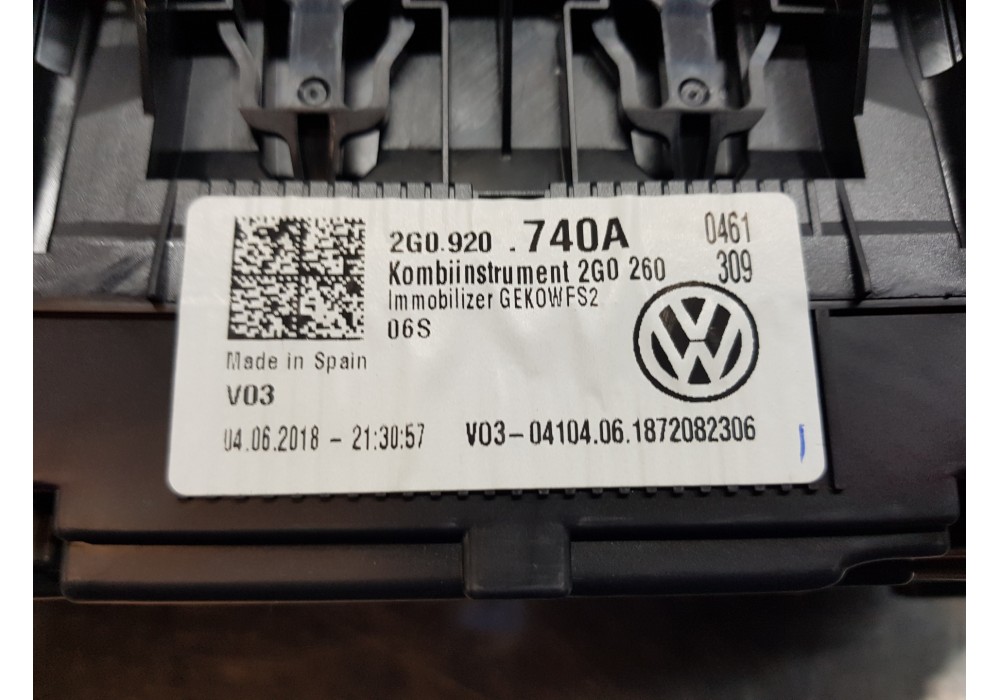 2G0.920 .740A 0461
Kombiinstrument 2G0 260 309
Immobilizer GEKOWFS2
06S
Made in Spain
V03
04.06.2018 - 21:30:57 V03-04104.06.1872082306